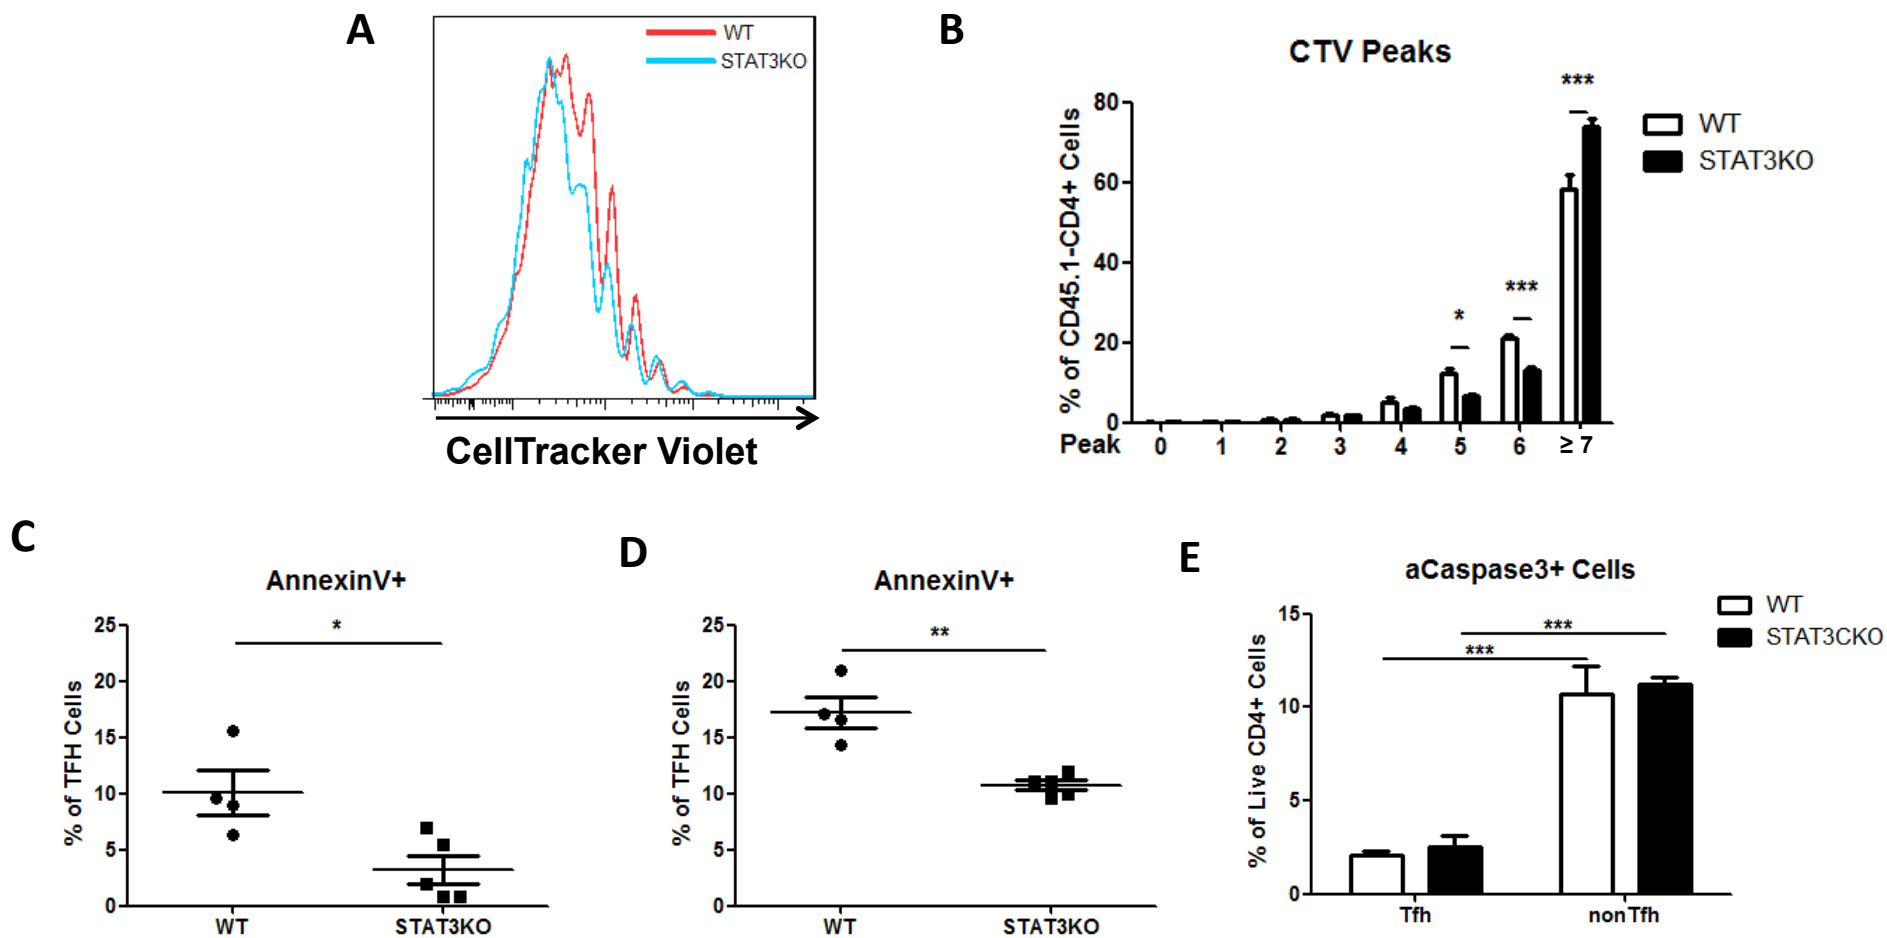 A
WT
STAT3KO
CellTracker Violet
B
CTV Peaks
% of CD45.1-CD4+ Cells
80
60
40
20
0
***
*
***
WT
STAT3KO
Peak 0 1 2 3 4 5 6 ≥ 7
C
AnnexinV+
% of TFH Cells
25
20
15
10
5
0
*
WT STAT3KO
D
AnnexinV+
% of TFH Cells
25
20
15
10
5
0
**
WT STAT3KO
E
aCaspase3+ Cells
% of Live CD4+ Cells
15
10
5
0
***
***
WT
STAT3CKO
Tfh nonTfh